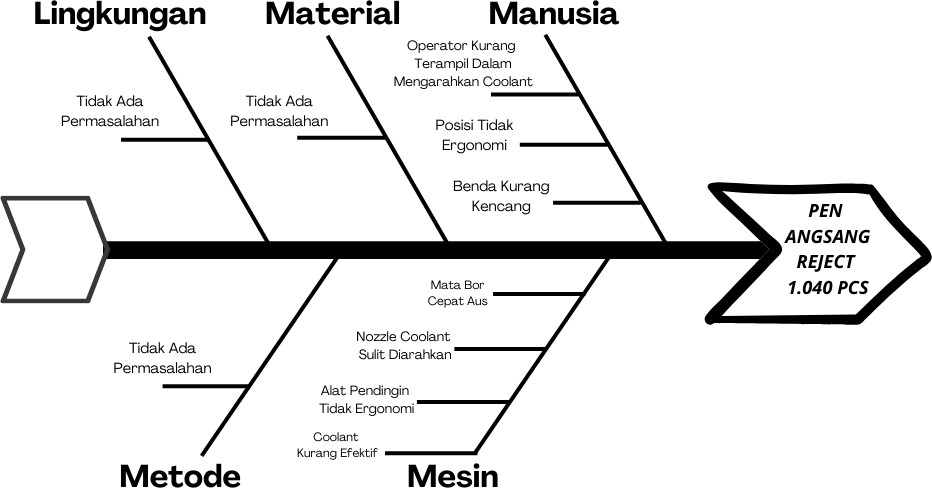 Lingkungan
Material
Manusia
Operator Kurang
Terampil Dalam
Mengarahkan Coolant
Tidak Ada
Permasalahan
Tidak Ada
Permasalahan
Posisi Tidak
Ergonomi
Benda Kurang
Kencang
PEN
ANGSANG
REJECT
1.040 PCS
Mata Bor
Cepat Aus
Nozzle Coolant
Sulit Diarahkan
Tidak Ada
Permasalahan
Alat Pendingin
Tidak Ergonomi
Coolant
Kurang Efektif
Metode
Mesin